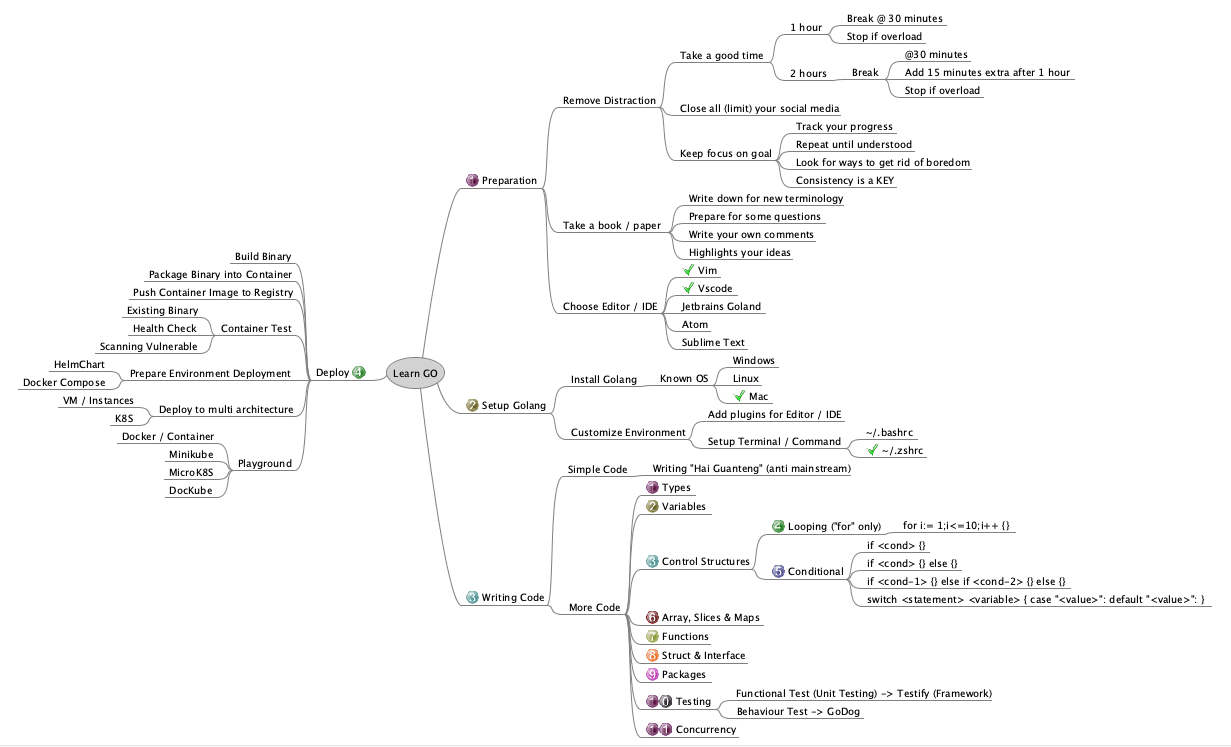 Learn GO
1 Preparation
Remove Distraction
Take a good time
1 hour
Break @ 30 minutes
Stop if overload
2 hours
Break
@30 minutes
Add 15 minutes extra after 1 hour
Stop if overload
Close all (limit) your social media
Keep focus on goal
Track your progress
Repeat until understood
Look for ways to get rid of boredom
Consistency is a KEY
Take a book / paper
Write down for new terminology
Prepare for some questions
Write your own comments
Highlights your ideas
Choose Editor / IDE
Vim
Vscode
Jetbrains Goland
Atom
Sublime Text
2 Setup Golang
Install Golang
Known OS
Windows
Linux
Mac
Customize Environment
Add plugins for Editor / IDE
Setup Terminal / Command
~/.bashrc
~/.zshrc
3 Writing Code
Simple Code
Writing "Hai Guanteng" (anti mainstream)
More Code
1 Types
2 Variables
3 Control Structures
4 Looping ("for" only)
for i:= 1;i<=10;i++ {}
5 Conditional
if <cond> {}
if <cond> {} else {}
if <cond-1> {} else if <cond-2> {} else {}
switch <statement> <variable> { case "<value>": default "<value>": }
6 Array, Slices & Maps
7 Functions
8 Struct & Interface
9 Packages
10 Testing
Functional Test (Unit Testing) -> Testify (Framework)
Behaviour Test -> GoDog
11 Concurrency
Deploy 4
Build Binary
Package Binary into Container
Push Container Image to Registry
Container Test
Existing Binary
Health Check
Scanning Vulnerable
Prepare Environment Deployment
HelmChart
Docker Compose
Deploy to multi architecture
VM / Instances
K8S
Playground
Docker / Container
Minikube
MicroK8S
DocKube